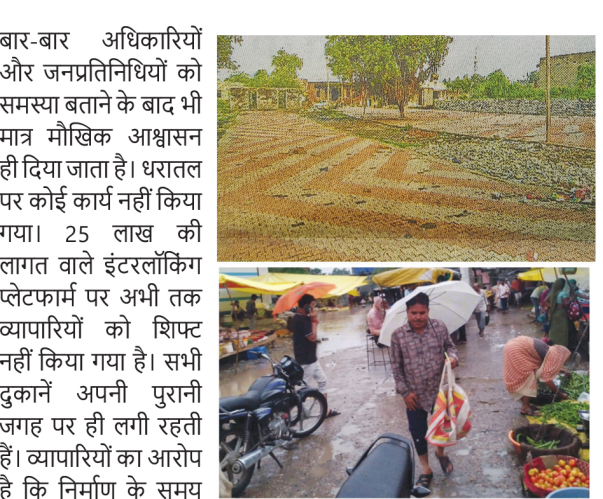 बार-बार अधिकारियों
और जनप्रतिनिधियों को
समस्या बताने के बाद भी
मात्र मौखिक आश्वासन
ही दिया जाता है। धरातल
पर कोई कार्य नहीं किया
गया। 25 लाख की
लागत वाले इंटरलॉकिंग
प्लेटफार्म पर अभी तक
व्यापारियों को शिफ्ट
नहीं किया गया है। सभी
दुकानें अपनी पुरानी
जगह पर ही लगी रहती
हैं। व्यापारियों का आरोप
है कि निर्माण के समय